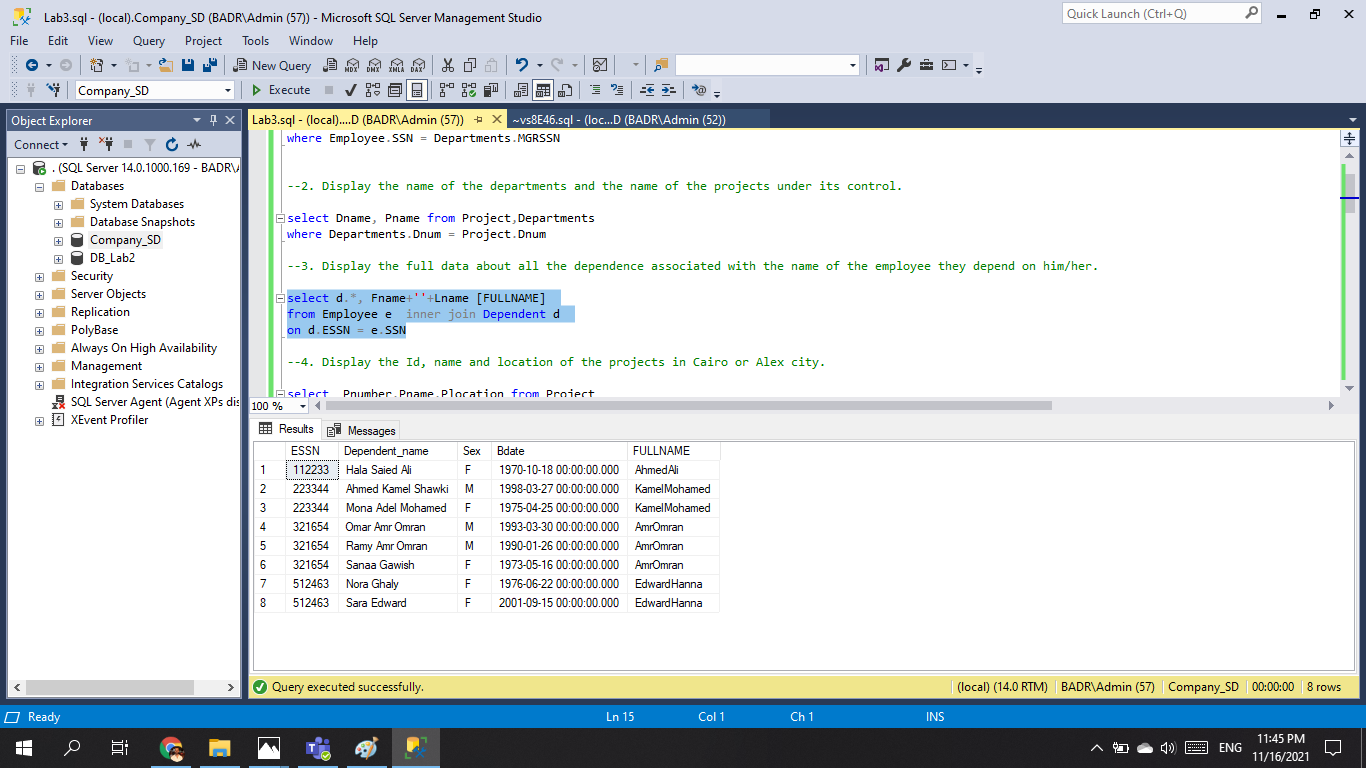 Lab3.sql - (local).Company_SD (BADR\Admin (57)) - Microsoft SQL Server Management Studio
Quick Launch (Ctrl+Q)
File Edit View Query Project Tools Window Help
New Query
MDX DMX XMLA DAX
Company_SD
Execute
Object Explorer
Connect
. (SQL Server 14.0.1000.169 - BADR\A
Databases
System Databases
Database Snapshots
Company_SD
DB_Lab2
Security
Server Objects
Replication
PolyBase
Always On High Availability
Management
Integration Services Catalogs
SQL Server Agent (Agent XPs dis
XEvent Profiler
Lab3.sql - (local)....D (BADR\Admin (57))
~vs8E46.sql - (loc...D (BADR\Admin (52))
where Employee.SSN = Departments.MGRSSN
--2. Display the name of the departments and the name of the projects under its control.
select Dname, Pname from Project,Departments
where Departments.Dnum = Project.Dnum
--3. Display the full data about all the dependence associated with the name of the employee they depend on him/her.
select d.*, Fname+''+Lname [FULLNAME]
from Employee e  inner join Dependent d
on d.ESSN = e.SSN
--4. Display the Id, name and location of the projects in Cairo or Alex city.
select  Pnumber,Pname,Plocation from Project
100 %
Results Messages
ESSN Dependent_name Sex Bdate FULLNAME
1 112233 Hala Saied Ali F 1970-10-18 00:00:00.000 AhmedAli
2 223344 Ahmed Kamel Shawki M 1998-03-27 00:00:00.000 KamelMohamed
3 223344 Mona Adel Mohamed F 1975-04-25 00:00:00.000 KamelMohamed
4 321654 Omar Amr Omran M 1993-03-30 00:00:00.000 AmrOmran
5 321654 Ramy Amr Omran M 1990-01-26 00:00:00.000 AmrOmran
6 321654 Sanaa Gawish F 1973-05-16 00:00:00.000 AmrOmran
7 512463 Nora Ghaly F 1976-06-22 00:00:00.000 EdwardHanna
8 512463 Sara Edward F 2001-09-15 00:00:00.000 EdwardHanna
Query executed successfully.
(local) (14.0 RTM) BADR\Admin (57) Company_SD 00:00:00 8 rows
Ready Ln 15 Col 1 Ch 1 INS
ENG
11:45 PM
11/16/2021